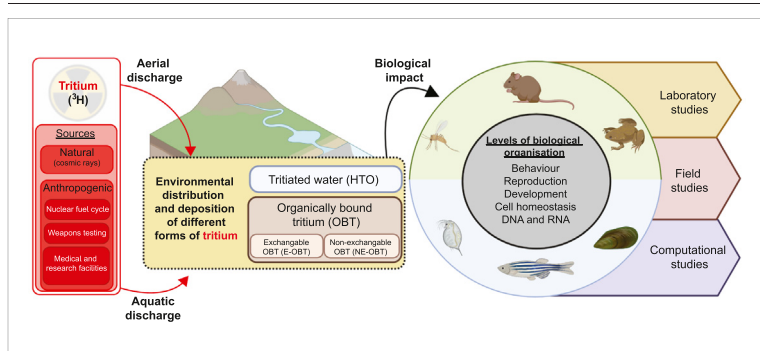 Tritium
(³H)
Sources
Natural
(cosmic rays)
Anthropogenic
Nuclear fuel cycle
Weapons testing
Medical and
research facilities
Aerial
discharge
Aquatic
discharge
Environmental
distribution
and deposition
of different
forms of tritium
Tritiated water (HTO)
Organically bound
tritium (OBT)
Exchangable
OBT (E-OBT)
Non-exchangable
OBT (NE-OBT)
Biological
impact
Levels of biological
organisation
Behaviour
Reproduction
Development
Cell homeostasis
DNA and RNA
Laboratory
studies
Field
studies
Computational
studies